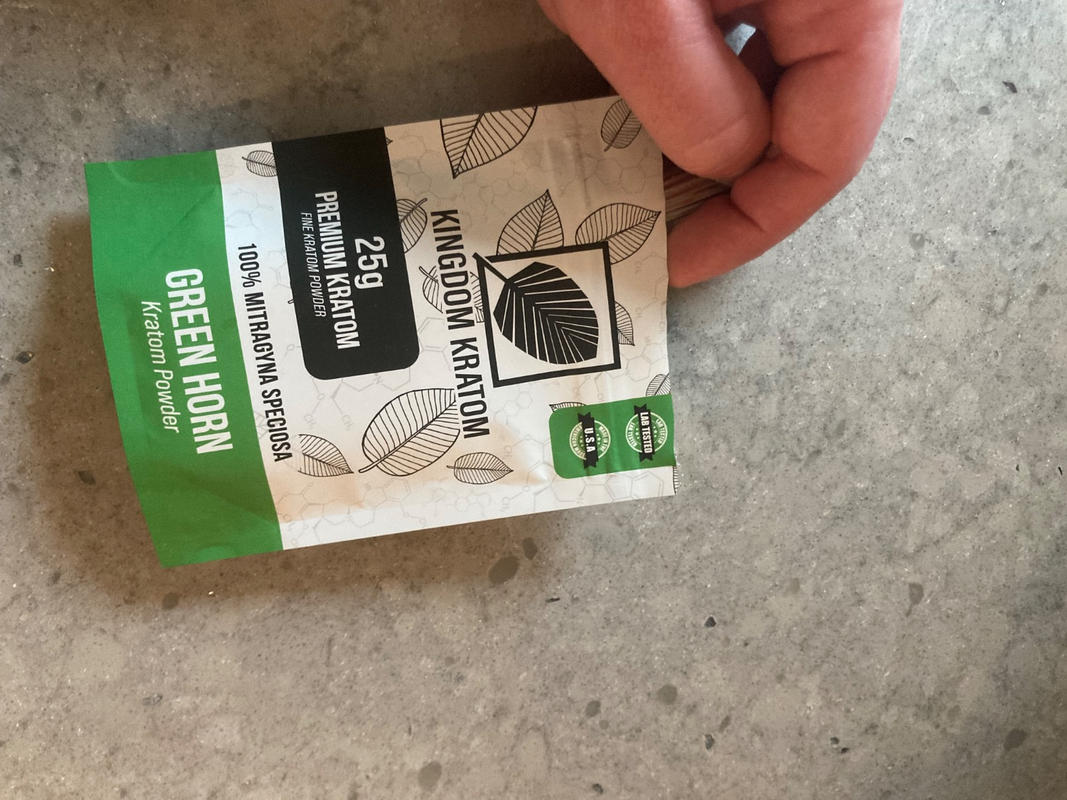 LAB TESTED
U.S.A
KINGDOM KRATOM
25g
PREMIUM KRATOM
FINE KRATOM POWDER
100% MITRAGYNA SPECIOSA
GREEN HORN
Kratom Powder